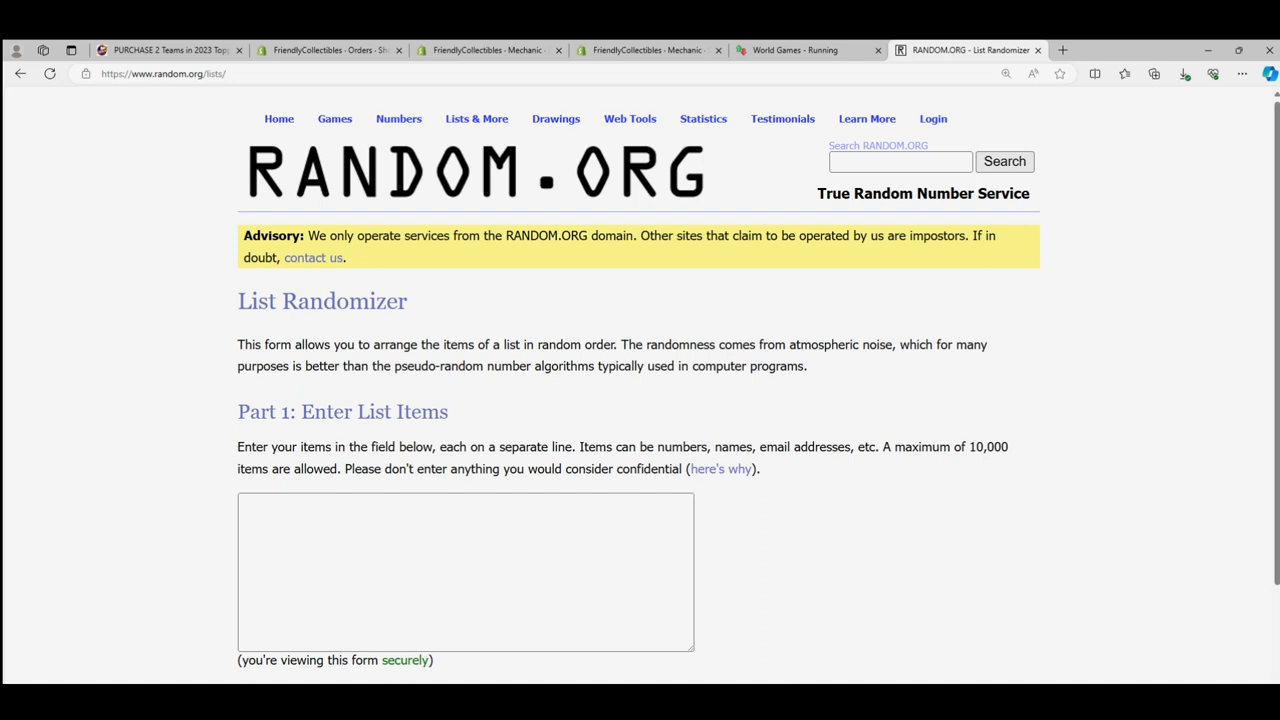 PURCHASE 2 Teams in 2023 Top
FriendlyCollectibles - Orders - Sh
FriendlyCollectibles - Mechanic -
FriendlyCollectibles - Mechanic -
World Games - Running
RANDOM.ORG - List Randomizer
https://www.random.org/lists/
Home Games Numbers Lists & More Drawings Web Tools Statistics Testimonials Learn More Login
RANDOM.ORG
Search RANDOM.ORG
Search
True Random Number Service
Advisory: We only operate services from the RANDOM.ORG domain. Other sites that claim to be operated by us are impostors. If in
doubt, contact us.
List Randomizer
This form allows you to arrange the items of a list in random order. The randomness comes from atmospheric noise, which for many
purposes is better than the pseudo-random number algorithms typically used in computer programs.
Part 1: Enter List Items
Enter your items in the field below, each on a separate line. Items can be numbers, names, email addresses, etc. A maximum of 10,000
items are allowed. Please don't enter anything you would consider confidential (here's why).
(you're viewing this form securely)